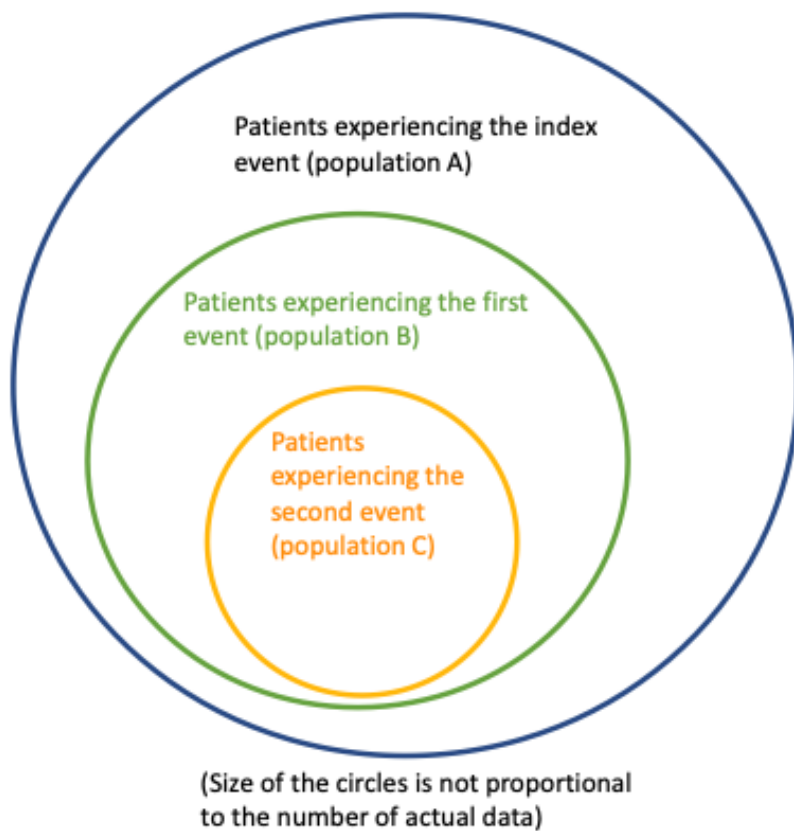 Patients experiencing the index
event (population A)
Patients experiencing the first
event (population B)
Patients
experiencing the
second event
(population C)
(Size of the circles is not proportional
to the number of actual data)